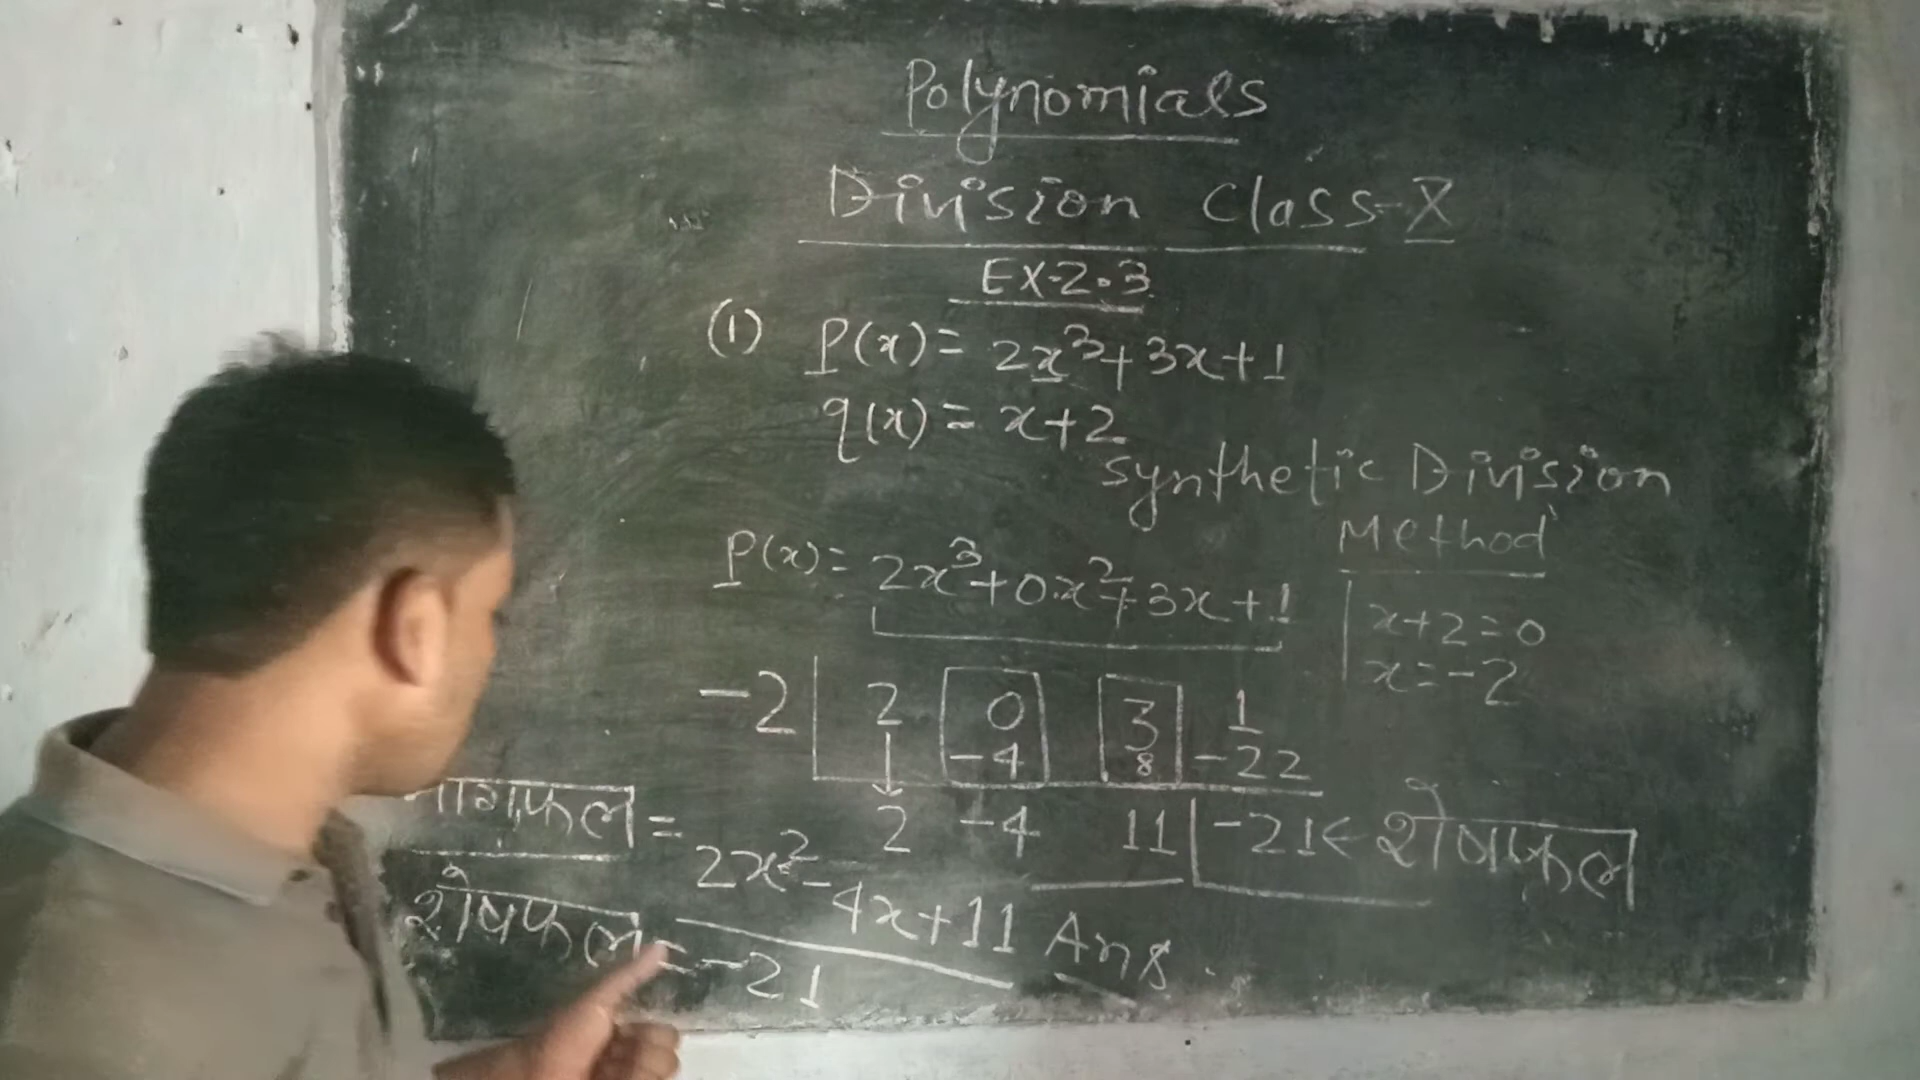 Polynomials
Division Class-X
EX-2.3
(1) P(x)= 2x³+3x+1
q(x)= x+2
Synthetic Division
Method
P(x)= 2x³+0x²+3x+1
x+2=0
x=-2
-2 | 2 0 3 1
-4 8 -22
2 -4 11 | -21 ← शेषफल
भागफल = 2x²-4x+11 Ans
शेषफल = -21